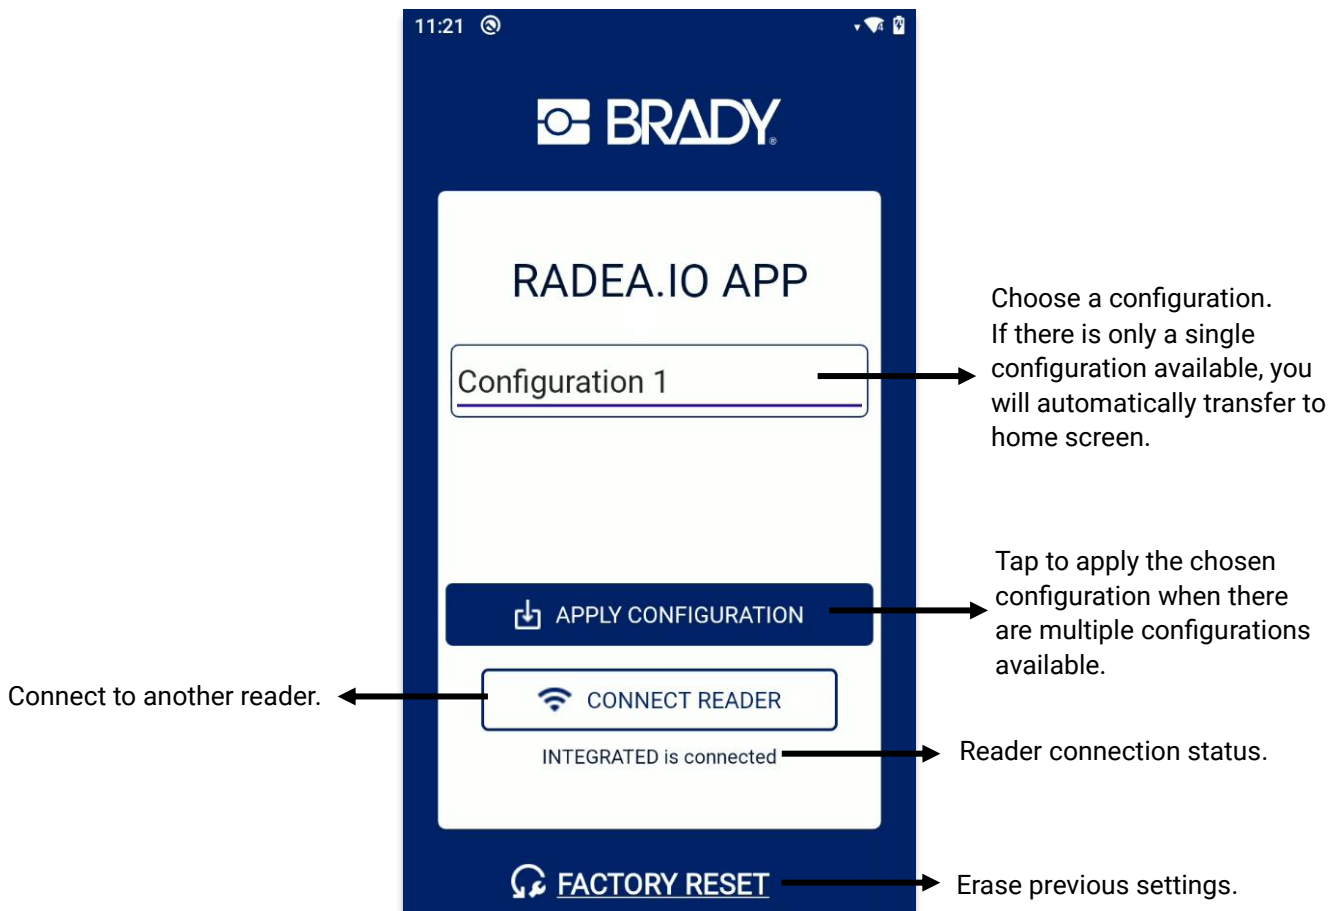 11:21
BRADY®
RADEA.IO APP
Configuration 1
Choose a configuration.
If there is only a single
configuration available, you
will automatically transfer to
home screen.
APPLY CONFIGURATION
Tap to apply the chosen
configuration when there
are multiple configurations
available.
Connect to another reader.
CONNECT READER
INTEGRATED is connected
Reader connection status.
FACTORY RESET
Erase previous settings.